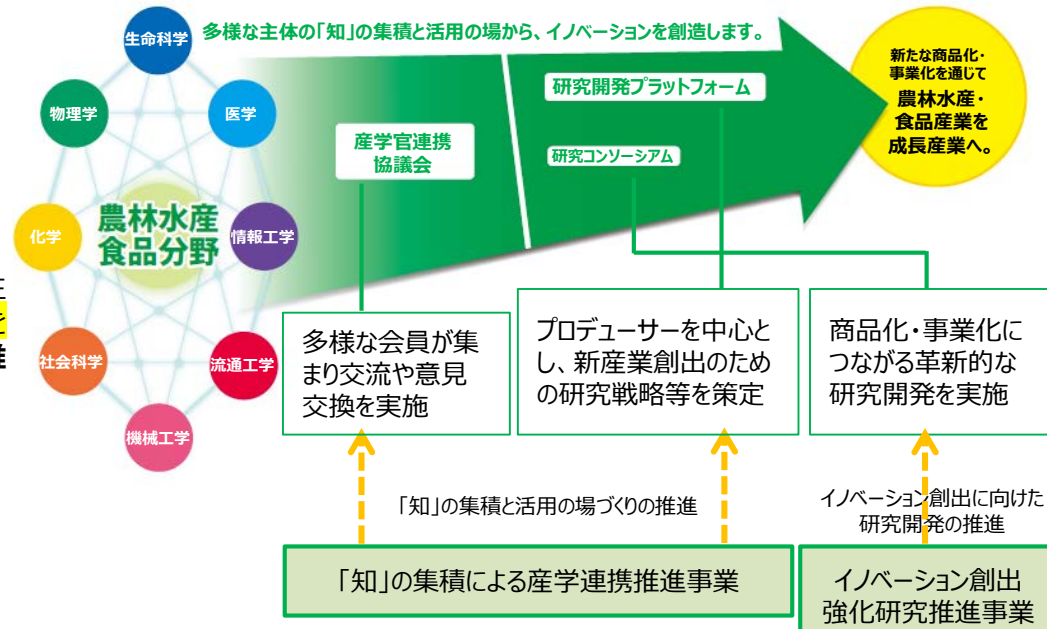 多様な主体の「知」の集積と活用の場から、イノベーションを創造します。
生命科学
物理学
医学
化学
農林水産
食品分野
情報工学
社会科学
流通工学
機械工学
産学官連携
協議会
研究開発プラットフォーム
研究コンソーシアム
新たな商品化・
事業化を通じて
農林水産・
食品産業を
成長産業へ。
多様な会員が集
まり交流や意見
交換を実施
プロデューサーを中心と
し、新産業創出のため
の研究戦略等を策定
商品化・事業化に
つながる革新的な
研究開発を実施
「知」の集積と活用の場づくりの推進
イノベーション創出に向けた
研究開発の推進
「知」の集積による産学連携推進事業
イノベーション創出
強化研究推進事業